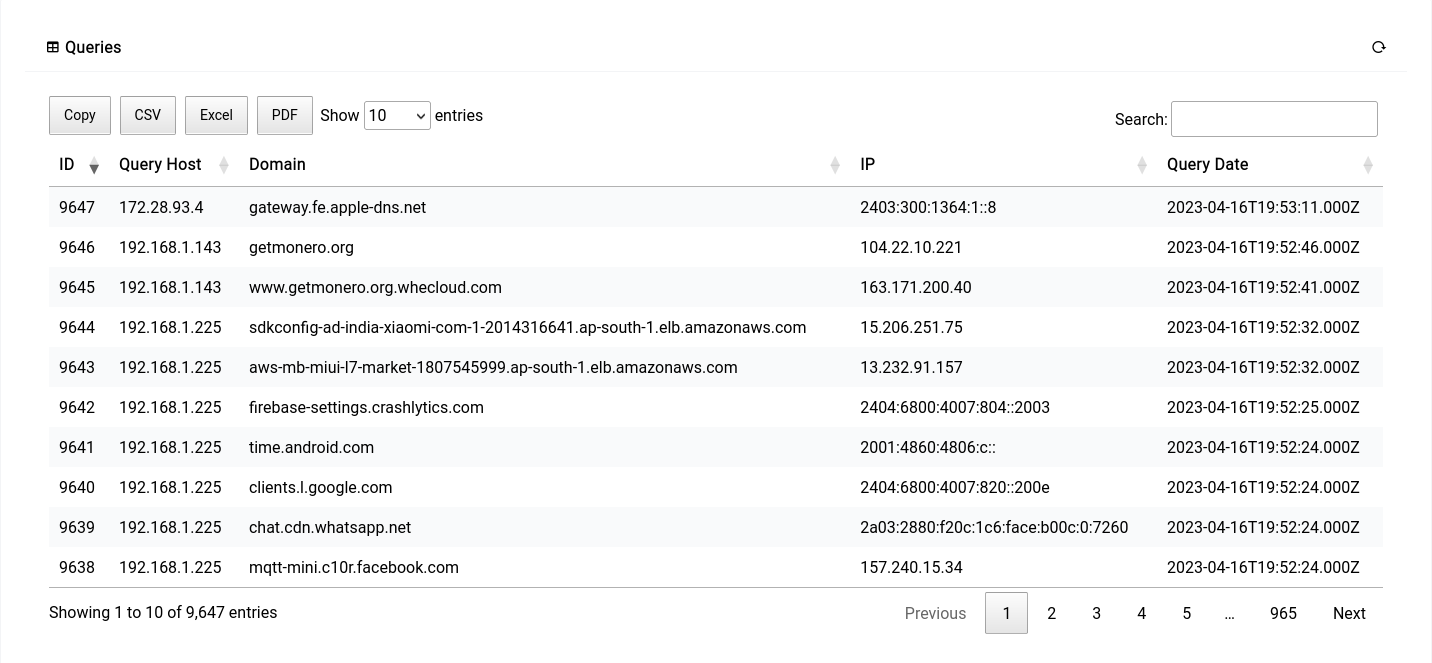 Queries
Copy CSV Excel PDF Show 10 entries Search:
ID Query Host Domain IP Query Date
9647 172.28.93.4 gateway.fe.apple-dns.net 2403:300:1364:1::8 2023-04-16T19:53:11.000Z
9646 192.168.1.143 getmonero.org 104.22.10.221 2023-04-16T19:52:46.000Z
9645 192.168.1.143 www.getmonero.org.whecloud.com 163.171.200.40 2023-04-16T19:52:41.000Z
9644 192.168.1.225 sdkconfig-ad-india-xiaomi-com-1-2014316641.ap-south-1.elb.amazonaws.com 15.206.251.75 2023-04-16T19:52:32.000Z
9643 192.168.1.225 aws-mb-miui-l7-market-1807545999.ap-south-1.elb.amazonaws.com 13.232.91.157 2023-04-16T19:52:32.000Z
9642 192.168.1.225 firebase-settings.crashlytics.com 2404:6800:4007:804::2003 2023-04-16T19:52:25.000Z
9641 192.168.1.225 time.android.com 2001:4860:4806:c:: 2023-04-16T19:52:24.000Z
9640 192.168.1.225 clients.l.google.com 2404:6800:4007:820::200e 2023-04-16T19:52:24.000Z
9639 192.168.1.225 chat.cdn.whatsapp.net 2a03:2880:f20c:1c6:face:b00c:0:7260 2023-04-16T19:52:24.000Z
9638 192.168.1.225 mqtt-mini.c10r.facebook.com 157.240.15.34 2023-04-16T19:52:24.000Z
Showing 1 to 10 of 9,647 entries Previous 1 2 3 4 5 … 965 Next